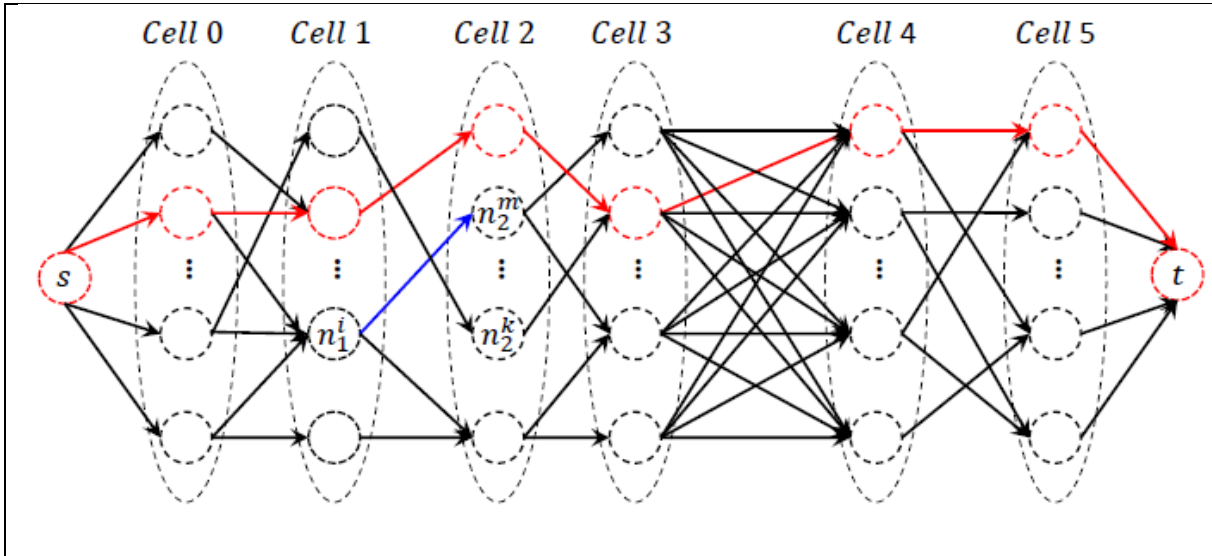 Cell 0 Cell 1 Cell 2 Cell 3 Cell 4 Cell 5
n_2^m
s ⋮ ⋮ ⋮ ⋮ ⋮ ⋮ t
n_1^i n_2^k